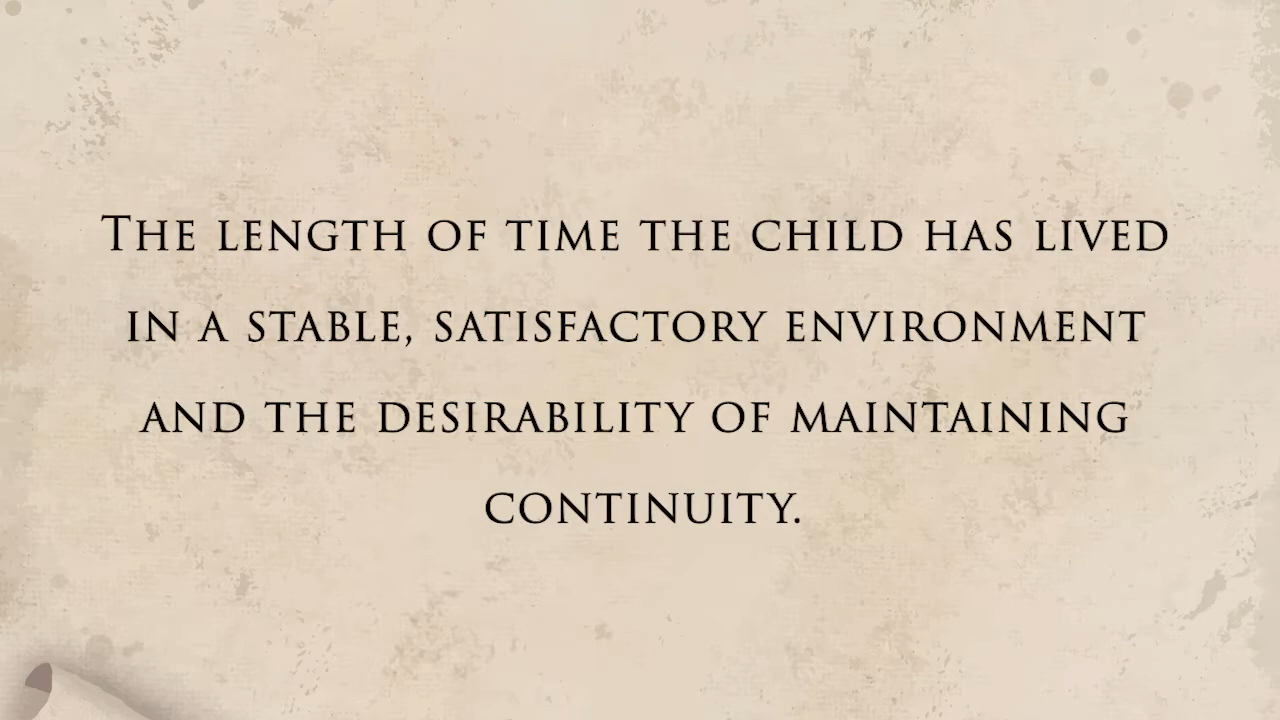 The length of time the child has lived
in a stable, satisfactory environment
and the desirability of maintaining
continuity.